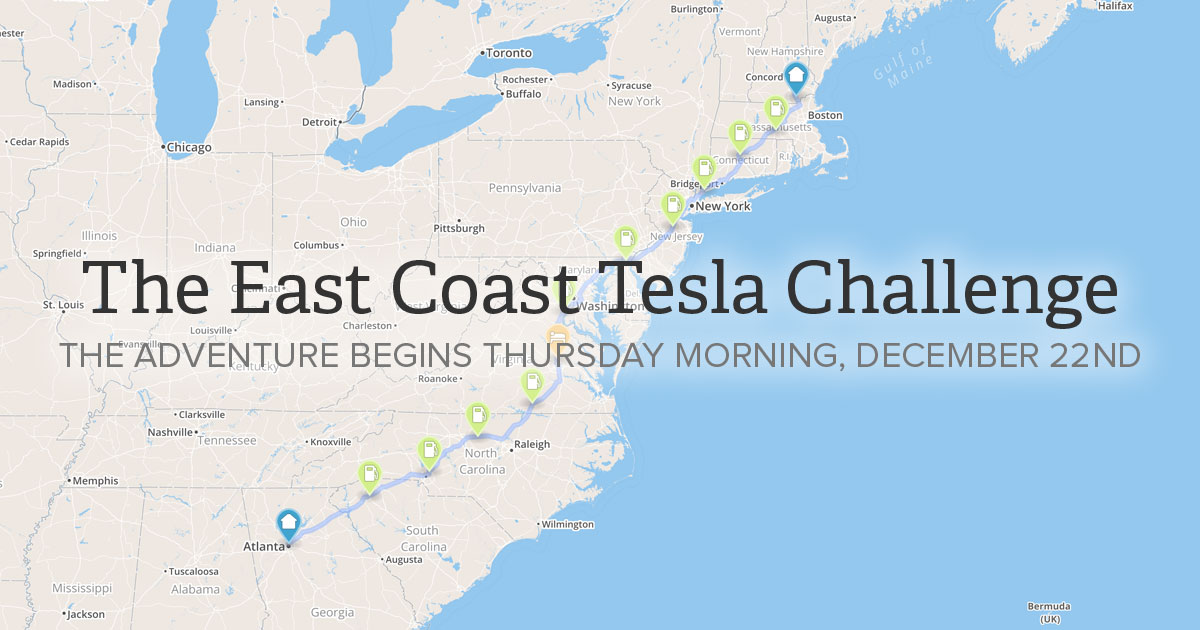 Burlington
Halifax
Augusta
Vermont
New Hampshire
Gulf of
Maine
Toronto
Madison
Rochester
Syracuse
Concord
Buffalo
New York
Lansing
Boston
Detroit
Cedar Rapids
Chicago
Connecticut
R.I.
Pennsylvania
New York
Ohio
Pittsburgh
Illinois
Indiana
New Jersey
Columbus
Springfield
The East Coast Tesla Challenge
St. Louis
Washington
Charleston
Louisville
THE ADVENTURE BEGINS THURSDAY MORNING, DECEMBER 22ND
Evansville
Virginia
Kentucky
Roanoke
Clarksville
Nashville
Tennessee
Knoxville
Raleigh
North
Carolina
Memphis
Wilmington
South
Carolina
Atlanta
Augusta
Tuscaloosa
Alabama
Mississippi
Jackson
Georgia
Bermuda
(UK)